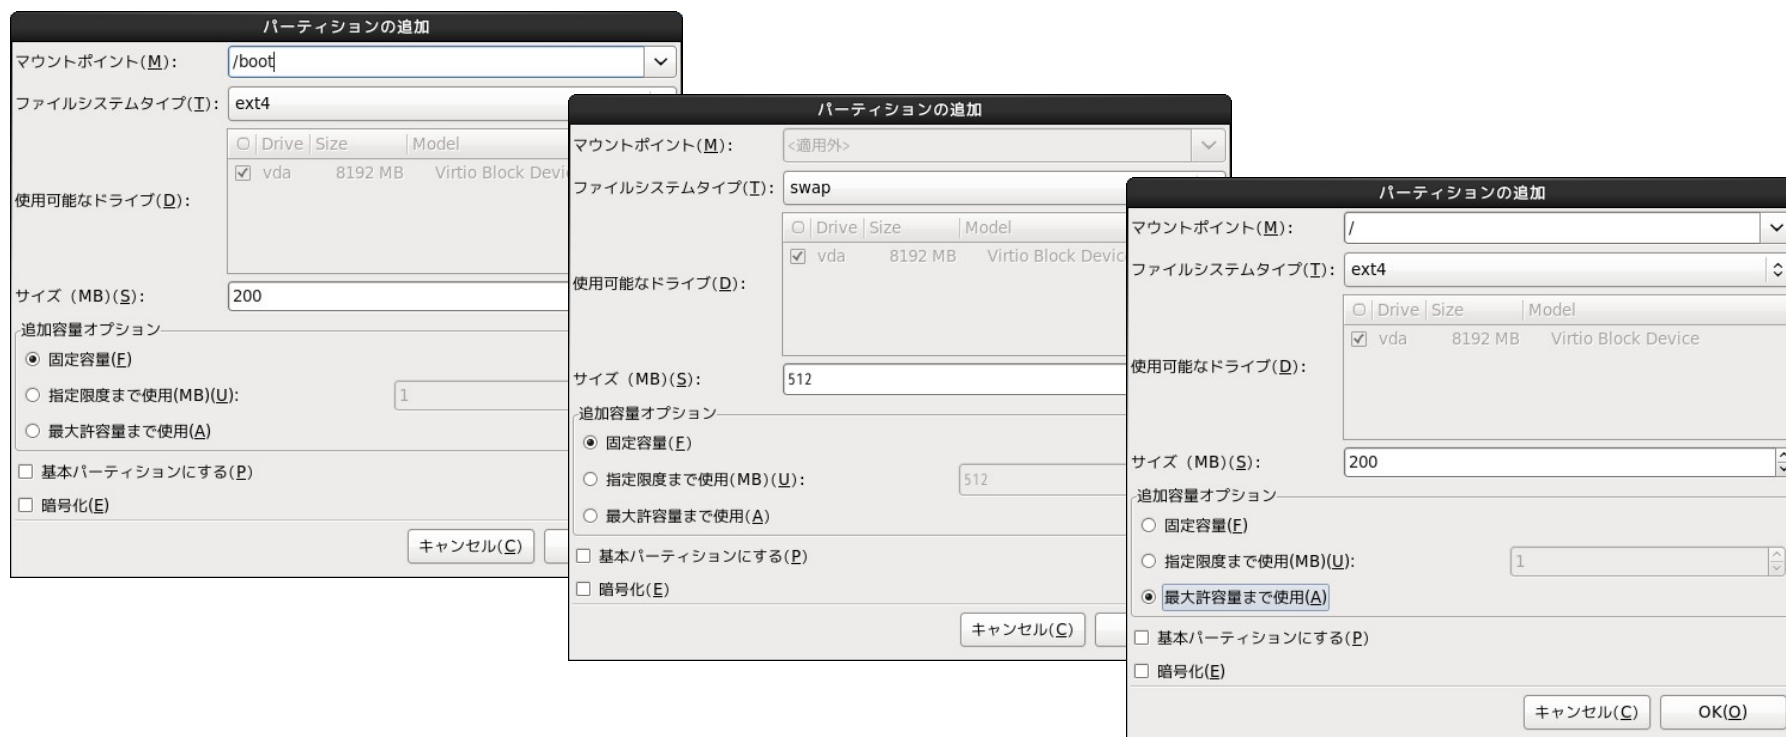 パーティションの追加
マウントポイント(M): /boot
ファイルシステムタイプ(T): ext4
Drive Size Model
vda 8192 MB Virtio Block Devi
使用可能なドライブ(D):
サイズ (MB)(S): 200
追加容量オプション
固定容量(F)
指定限度まで使用(MB)(U): 1
最大許容量まで使用(A)
基本パーティションにする(P)
暗号化(E)
キャンセル(C)
パーティションの追加
マウントポイント(M): <適用外>
ファイルシステムタイプ(T): swap
Drive Size Model
vda 8192 MB Virtio Block Devic
使用可能なドライブ(D):
サイズ (MB)(S): 512
追加容量オプション
固定容量(F)
指定限度まで使用(MB)(U): 512
最大許容量まで使用(A)
基本パーティションにする(P)
暗号化(E)
キャンセル(C)
パーティションの追加
マウントポイント(M): /
ファイルシステムタイプ(T): ext4
Drive Size Model
vda 8192 MB Virtio Block Device
使用可能なドライブ(D):
サイズ (MB)(S): 200
追加容量オプション
固定容量(F)
指定限度まで使用(MB)(U): 1
最大許容量まで使用(A)
基本パーティションにする(P)
暗号化(E)
キャンセル(C) OK(O)